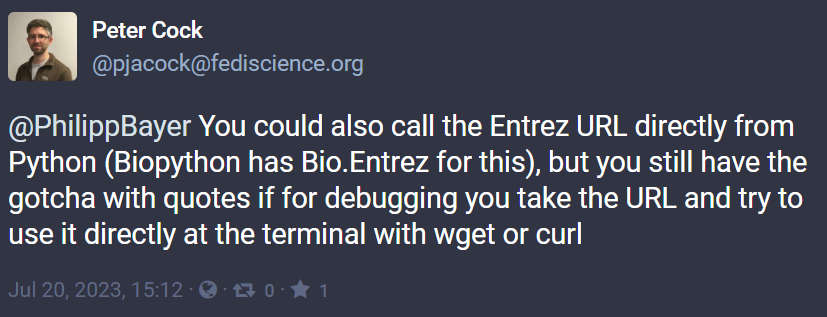 Peter Cock
@pjacock@fediscience.org
@PhilippBayer You could also call the Entrez URL directly from
Python (Biopython has Bio.Entrez for this), but you still have the
gotcha with quotes if for debugging you take the URL and try to
use it directly at the terminal with wget or curl
Jul 20, 2023, 15:12 · · 0 · 1